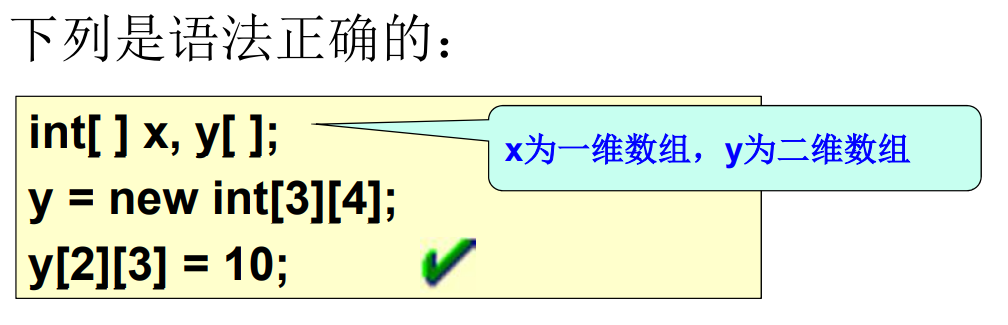 下列是语法正确的：
int[ ] x, y[ ];
x为一维数组，y为二维数组
y = new int[3][4];
y[2][3] = 10;